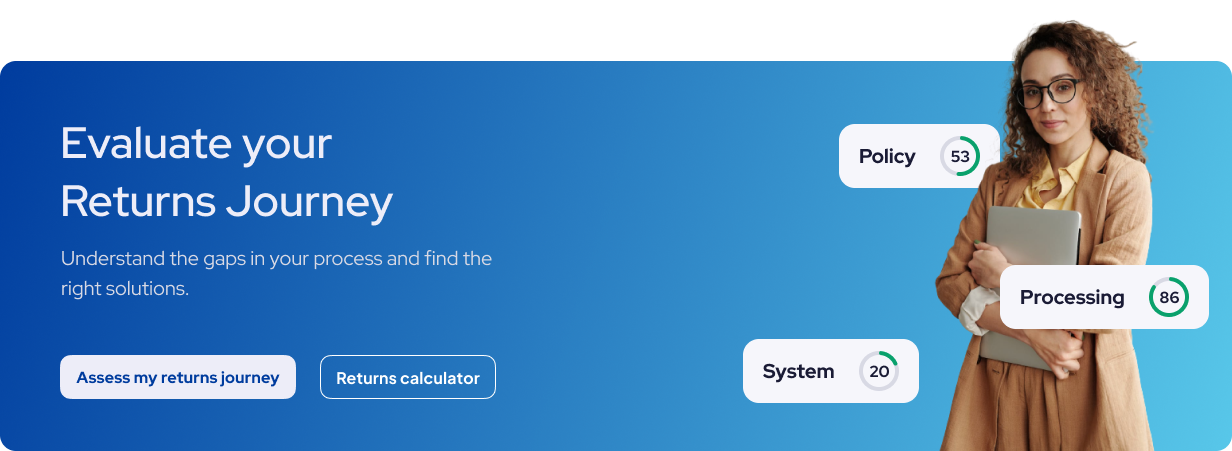 Evaluate your
Returns Journey
Understand the gaps in your process and find the
right solutions.
Assess my returns journey
Returns calculator
Policy
53
Processing
86
System
20